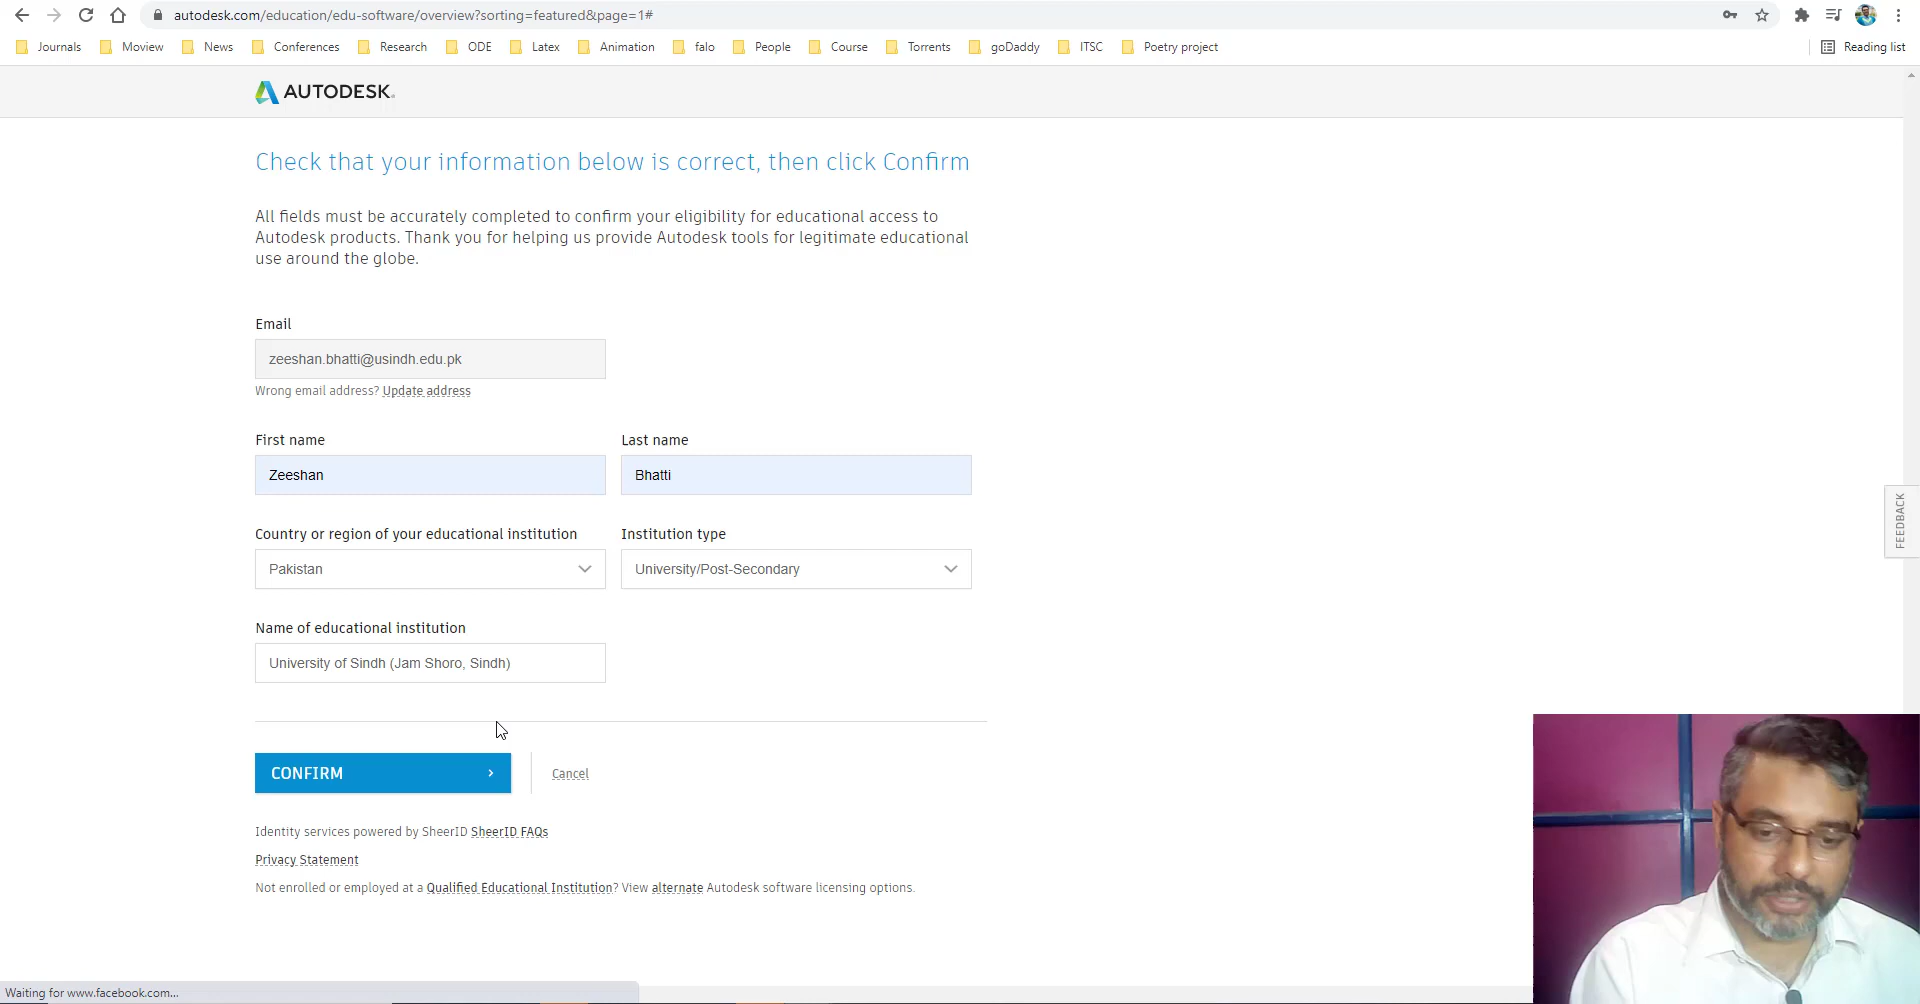 autodesk.com/education/edu-software/overview?sorting=featured&page=1#
Journals Moview News Conferences Research ODE Latex Animation falo People Course Torrents goDaddy ITSC Poetry project Reading list
AUTODESK.
Check that your information below is correct, then click Confirm
All fields must be accurately completed to confirm your eligibility for educational access to
Autodesk products. Thank you for helping us provide Autodesk tools for legitimate educational
use around the globe.
Email
zeeshan.bhatti@usindh.edu.pk
Wrong email address? Update address
First name Last name
Zeeshan Bhatti
FEEDBACK
Country or region of your educational institution Institution type
Pakistan University/Post-Secondary
Name of educational institution
University of Sindh (Jam Shoro, Sindh)
CONFIRM › Cancel
Identity services powered by SheerID SheerID FAQs
Privacy Statement
Not enrolled or employed at a Qualified Educational Institution? View alternate Autodesk software licensing options.
Waiting for www.facebook.com...